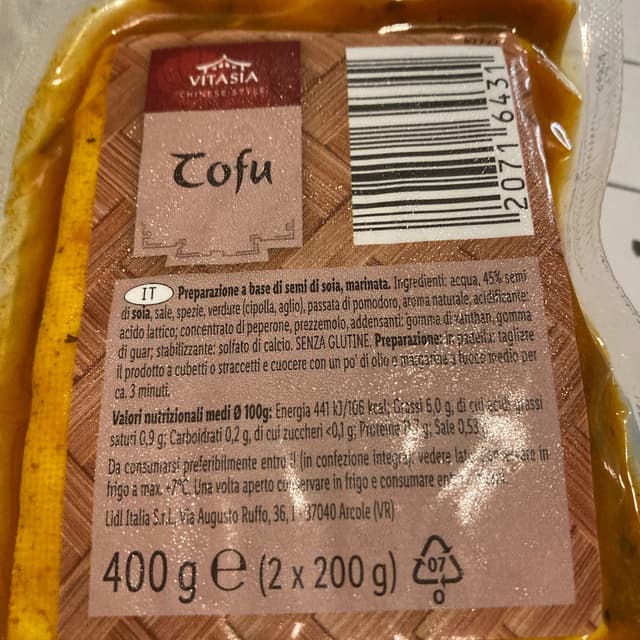 VITASIA
CHINESE STYLE
Tofu
20716431
IT Preparazione a base di semi di soia, marinata. Ingredienti: acqua, 45% semi
di soia, sale, spezie, verdure (cipolla, aglio), passata di pomodoro, aroma naturale, acidificante:
acido lattico; concentrato di peperone, prezzemolo, addensanti: gomma di xanthan, gomma
di guar; stabilizzante: solfato di calcio. SENZA GLUTINE. Preparazione: in padella: tagliare
il prodotto a cubetti o straccetti e cuocere con un po' di olio o margarina a fuoco medio per
ca. 3 minuti.
Valori nutrizionali medi Ø 100g: Energia 441 kJ/106 kcal; Grassi 6,0 g, di cui acidi grassi
saturi 0,9 g; Carboidrati 0,2 g, di cui zuccheri <0,1 g; Proteine g; Sale 0,53
Da consumarsi preferibilmente entro il (in confezione integra): vedere lato in
frigo a max. +7°C. Una volta aperto conservare in frigo e consumare
Lidl Italia S.r.l., Via Augusto Ruffo, 36, I - 37040 Arcole (VR)
400 g e (2 x 200 g)
07
O